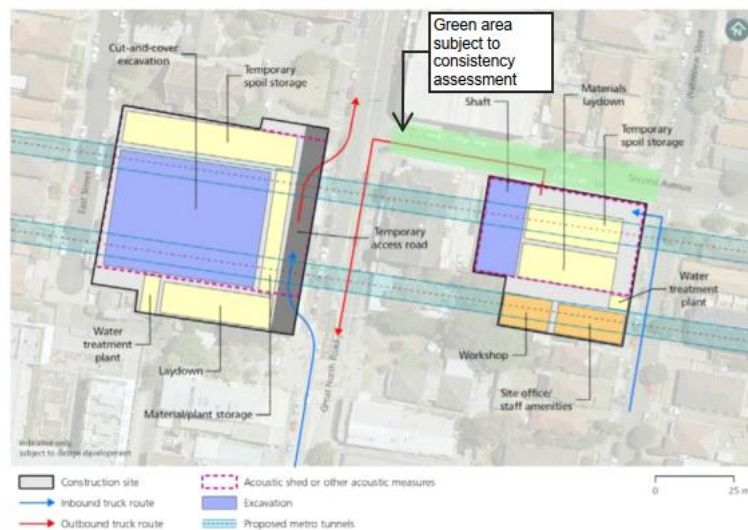 Green area
subject to
consistency
assessment
Cut-and-cover
excavation
Temporary
spoil storage
Shaft
Materials
laydown
Temporary
spoil storage
Second Avenue
East Street
Temporary
access road
Great North Road
Water
treatment
plant
Laydown
Material/plant storage
Water
treatment
plant
Workshop
Site office/
staff amenities
Indicative only,
subject to design development
Construction site
Acoustic shed or other acoustic measures
Inbound truck route
Excavation
Outbound truck route
Proposed metro tunnels
0 25 m